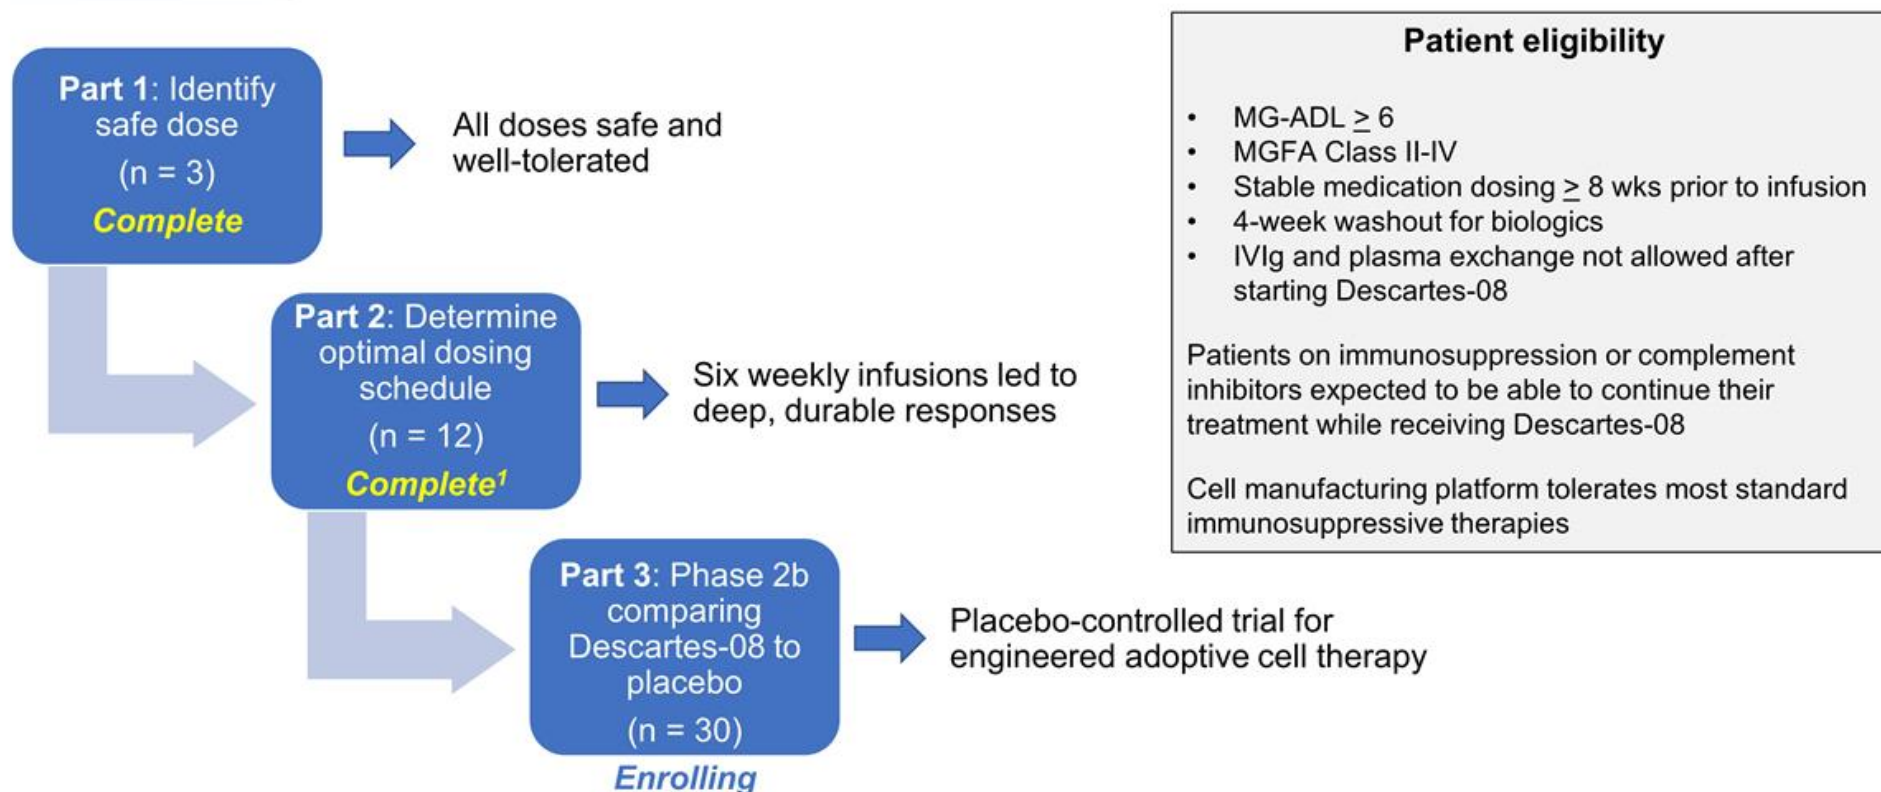 Part 1: Identify
safe dose
(n = 3)
Complete
All doses safe and
well-tolerated
Part 2: Determine
optimal dosing
schedule
(n = 12)
Complete¹
Six weekly infusions led to
deep, durable responses
Part 3: Phase 2b
comparing
Descartes-08 to
placebo
(n = 30)
Enrolling
Placebo-controlled trial for
engineered adoptive cell therapy
Patient eligibility
• MG-ADL ≥ 6
• MGFA Class II-IV
• Stable medication dosing ≥ 8 wks prior to infusion
• 4-week washout for biologics
• IVIg and plasma exchange not allowed after
starting Descartes-08
Patients on immunosuppression or complement
inhibitors expected to be able to continue their
treatment while receiving Descartes-08
Cell manufacturing platform tolerates most standard
immunosuppressive therapies